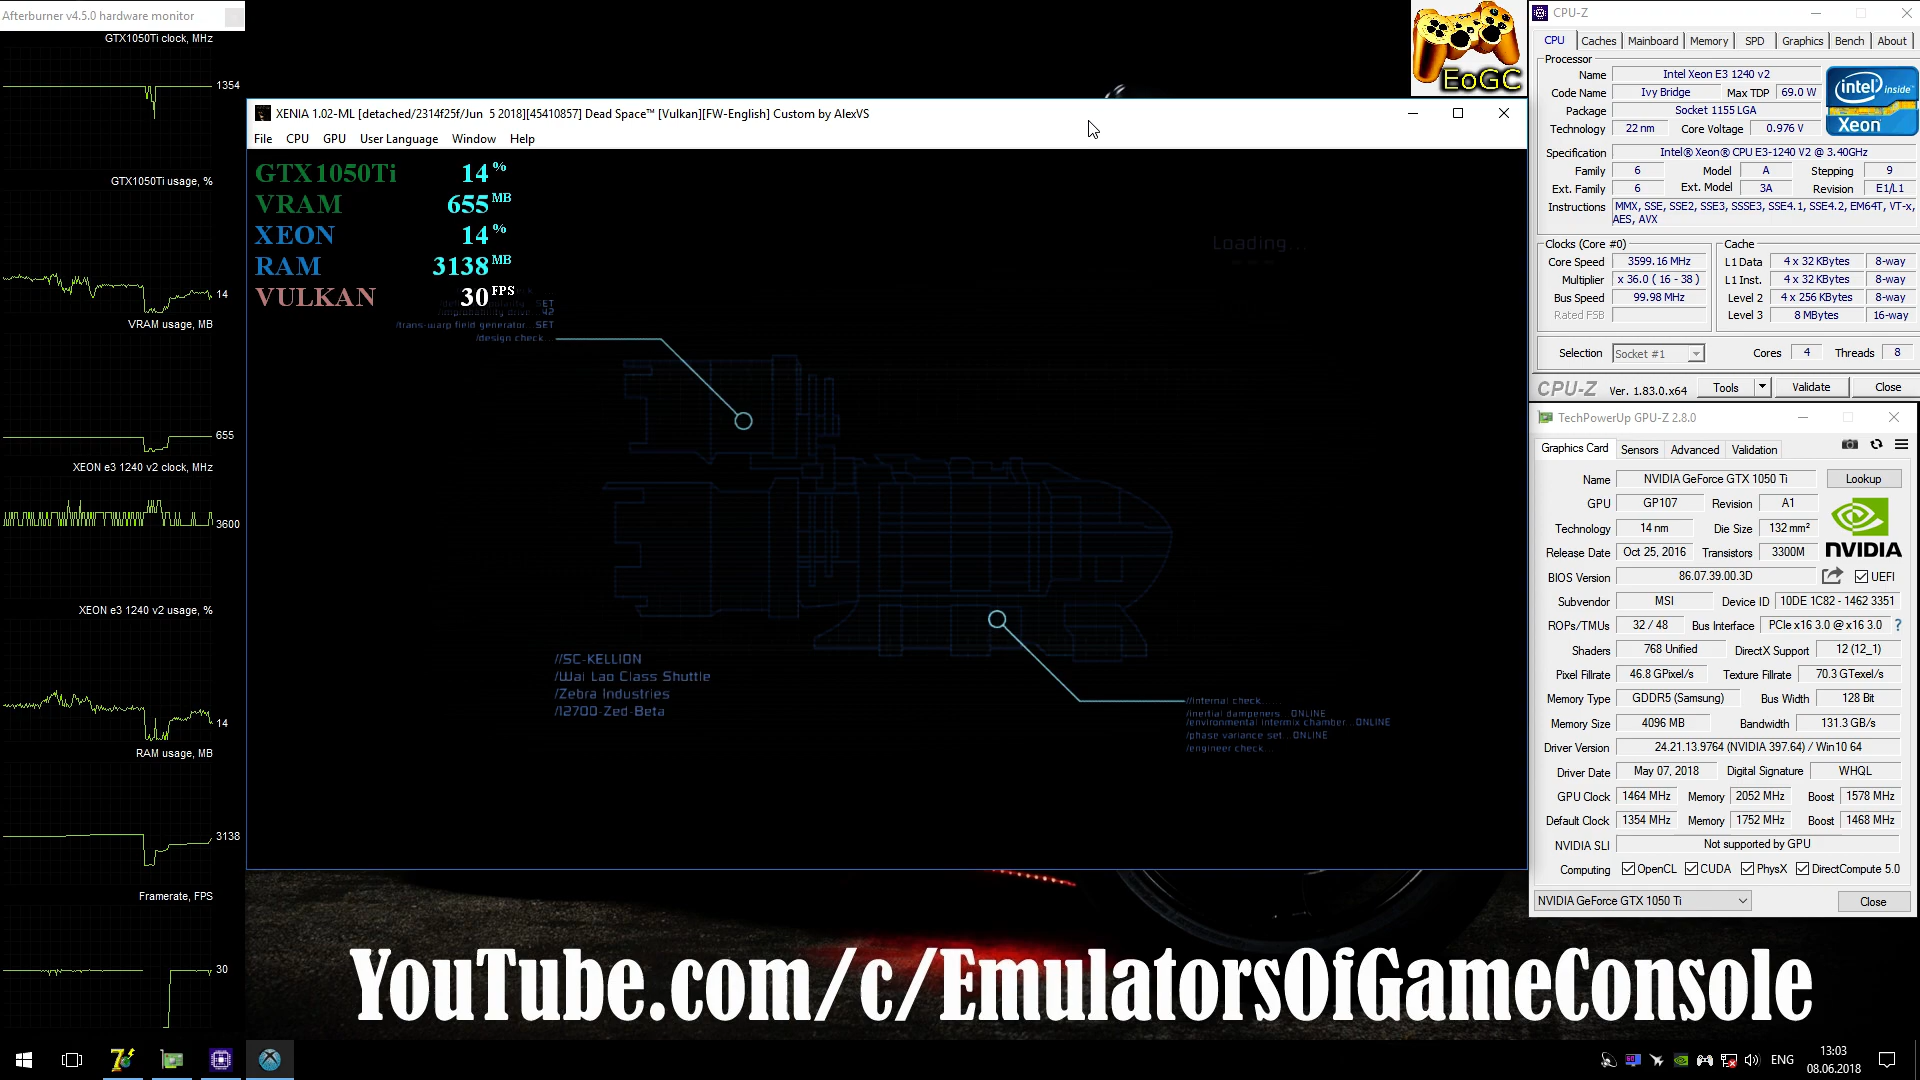 Afterburner v4.5.0 hardware monitor
GTX1050Ti clock, MHz
1354
GTX1050Ti usage, %
14
VRAM usage, MB
655
XEON e3 1240 v2 clock, MHz
3600
XEON e3 1240 v2 usage, %
14
RAM usage, MB
3138
Framerate, FPS
30
EoGC
XENIA 1.02-ML [detached/2314f25f/Jun 5 2018][45410857] Dead Space™ [Vulkan][FW-English] Custom by AlexVS
File CPU GPU User Language Window Help
GTX1050Ti 14 %
VRAM 655 MB
XEON 14 %
RAM 3138 MB
VULKAN 30 FPS
Loading...
/trans-warp field generator...SET
/design check...
//SC-KELLION
/Wai Lao Class Shuttle
/Zebra Industries
/12700-Zed-Beta
//internal check......
/inertial dampeners...ONLINE
/environmental intermix chamber...ONLINE
/phase variance set...ONLINE
/engineer check...
CPU-Z
CPU Caches Mainboard Memory SPD Graphics Bench About
Processor
Name Intel Xeon E3 1240 v2
Code Name Ivy Bridge Max TDP 69.0 W
Package Socket 1155 LGA
Technology 22 nm Core Voltage 0.976 V
intel inside™
Xeon
Specification Intel® Xeon® CPU E3-1240 V2 @ 3.40GHz
Family 6 Model A Stepping 9
Ext. Family 6 Ext. Model 3A Revision E1/L1
Instructions MMX, SSE, SSE2, SSE3, SSSE3, SSE4.1, SSE4.2, EM64T, VT-x, AES, AVX
Clocks (Core #0)
Core Speed 3599.16 MHz
Multiplier x 36.0 ( 16 - 38 )
Bus Speed 99.98 MHz
Rated FSB
Cache
L1 Data 4 x 32 KBytes 8-way
L1 Inst. 4 x 32 KBytes 8-way
Level 2 4 x 256 KBytes 8-way
Level 3 8 MBytes 16-way
Selection Socket #1 Cores 4 Threads 8
CPU-Z Ver. 1.83.0.x64 Tools Validate Close
TechPowerUp GPU-Z 2.8.0
Graphics Card Sensors Advanced Validation
Name NVIDIA GeForce GTX 1050 Ti Lookup
GPU GP107 Revision A1
Technology 14 nm Die Size 132 mm²
Release Date Oct 25, 2016 Transistors 3300M
NVIDIA
BIOS Version 86.07.39.00.3D UEFI
Subvendor MSI Device ID 10DE 1C82 - 1462 3351
ROPs/TMUs 32 / 48 Bus Interface PCIe x16 3.0 @ x16 3.0 ?
Shaders 768 Unified DirectX Support 12 (12_1)
Pixel Fillrate 46.8 GPixel/s Texture Fillrate 70.3 GTexel/s
Memory Type GDDR5 (Samsung) Bus Width 128 Bit
Memory Size 4096 MB Bandwidth 131.3 GB/s
Driver Version 24.21.13.9764 (NVIDIA 397.64) / Win10 64
Driver Date May 07, 2018 Digital Signature WHQL
GPU Clock 1464 MHz Memory 2052 MHz Boost 1578 MHz
Default Clock 1354 MHz Memory 1752 MHz Boost 1468 MHz
NVIDIA SLI Not supported by GPU
Computing OpenCL CUDA PhysX DirectCompute 5.0
NVIDIA GeForce GTX 1050 Ti Close
YouTube.com/c/EmulatorsOfGameConsole
ENG
13:03
08.06.2018